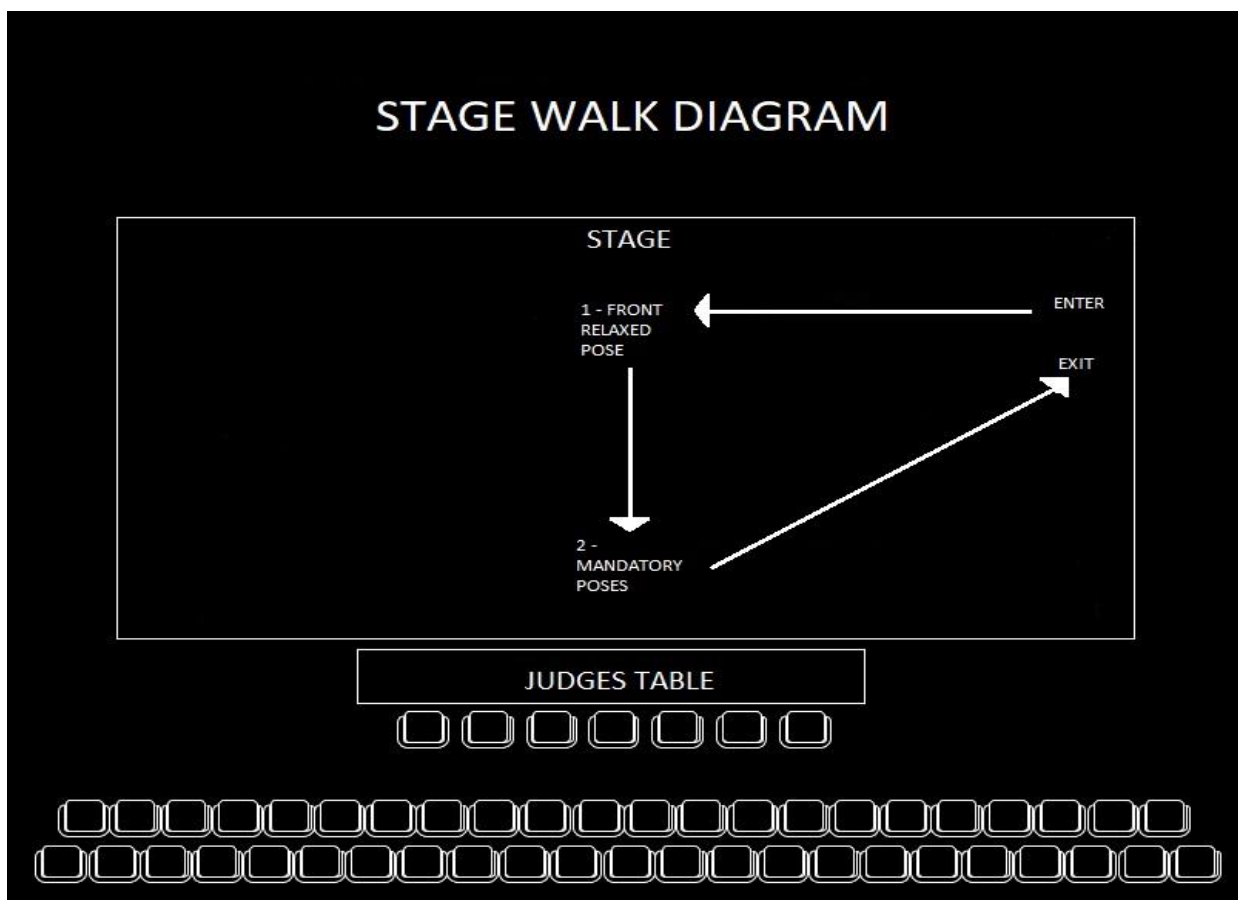 STAGE WALK DIAGRAM
STAGE
1 - FRONT
RELAXED
POSE
ENTER
EXIT
2 -
MANDATORY
POSES
JUDGES TABLE